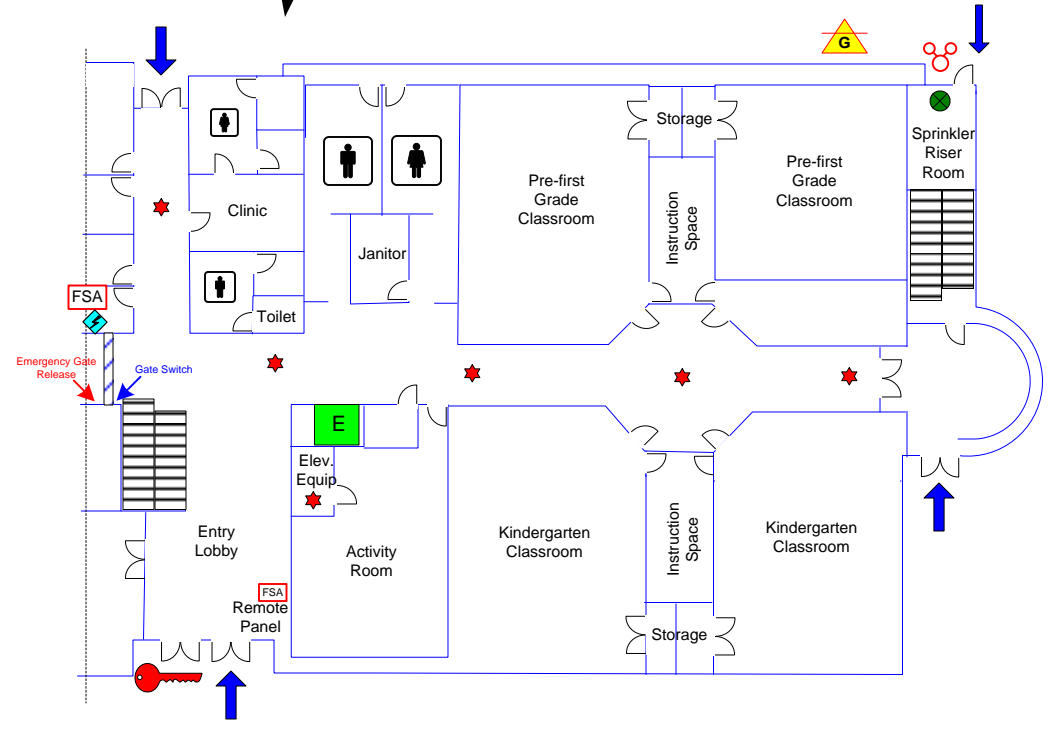 G
Storage
Sprinkler
Riser
Room
Pre-first
Grade
Classroom
Pre-first
Grade
Classroom
Instruction
Space
Clinic
Janitor
FSA
Toilet
Emergency Gate
Release
Gate Switch
E
Elev.
Equip
Entry
Lobby
Activity
Room
Kindergarten
Classroom
Instruction
Space
Kindergarten
Classroom
FSA
Remote
Panel
Storage